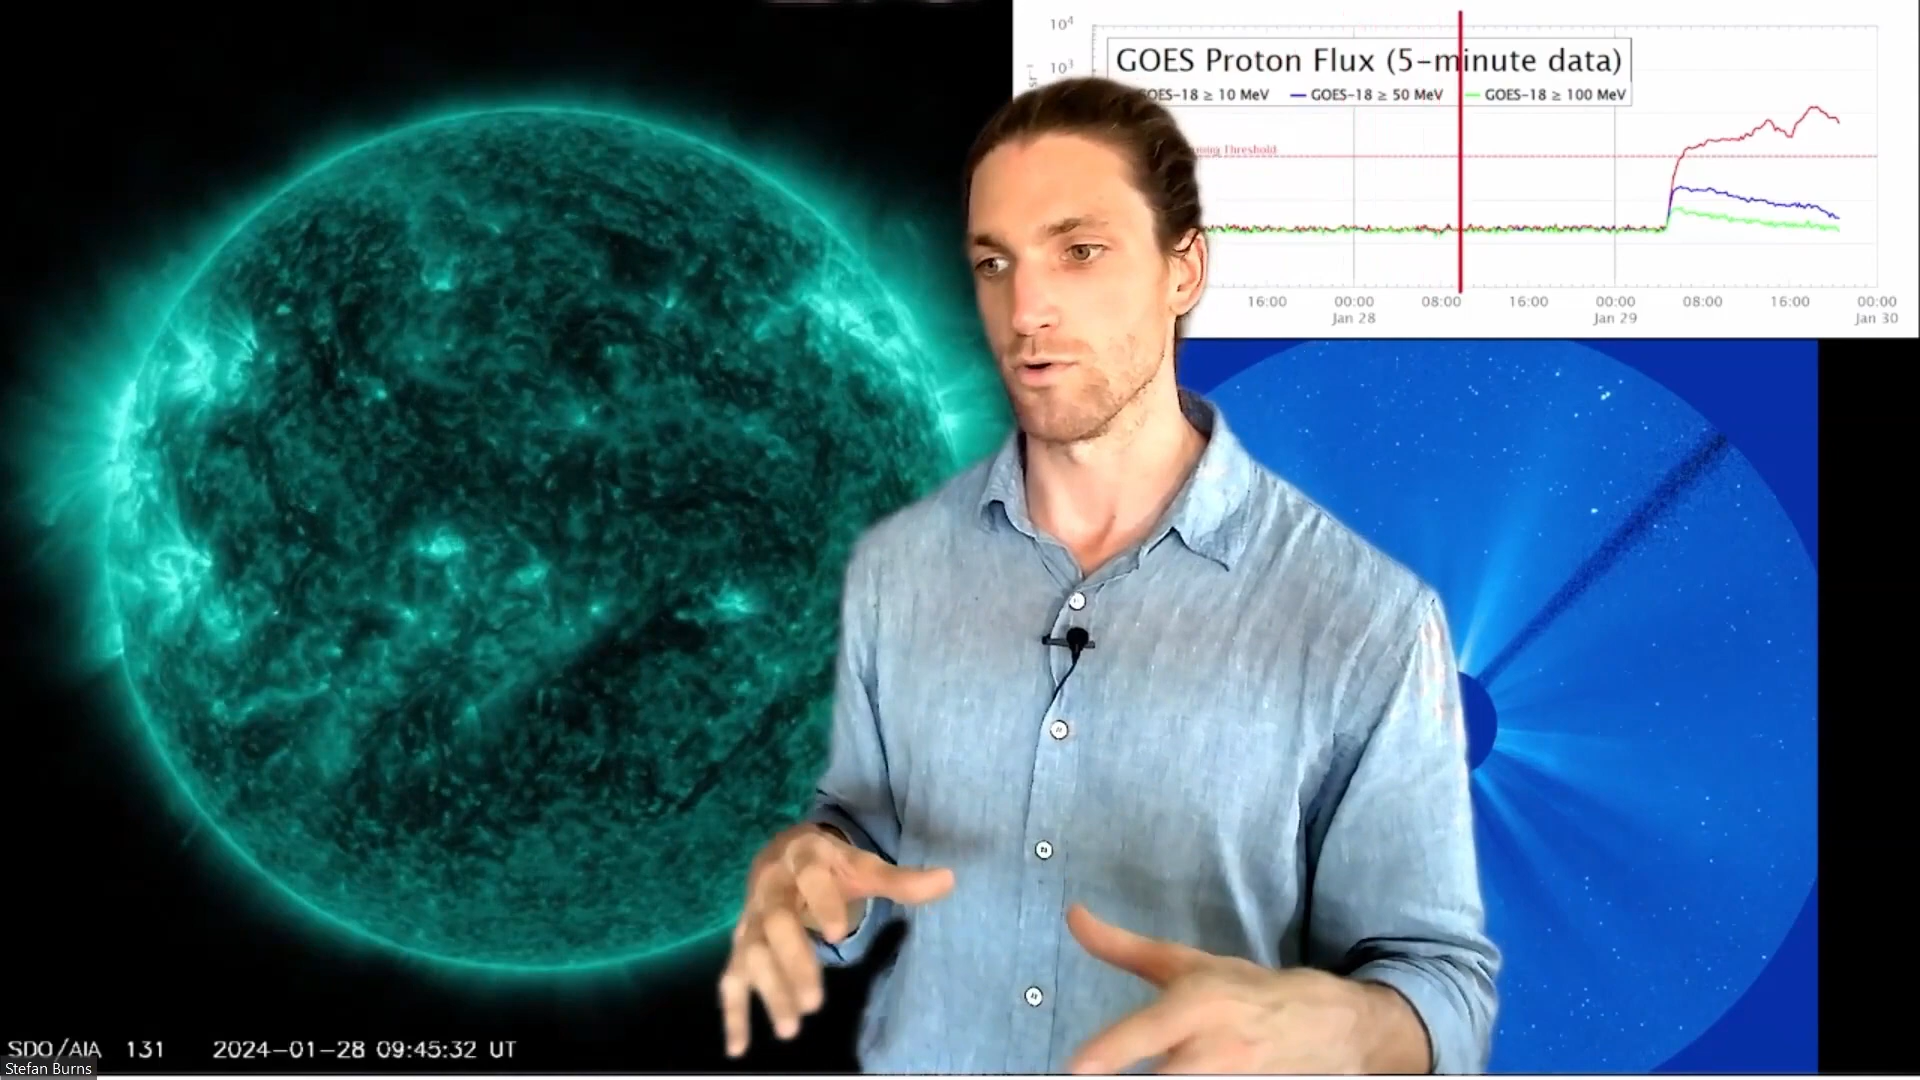 10⁴
GOES Proton Flux (5-minute data)
10³
GOES-18 ≥ 10 MeV GOES-18 ≥ 50 MeV GOES-18 ≥ 100 MeV
Threshold
16:00 00:00 08:00 16:00 00:00 08:00 16:00 00:00
Jan 28 Jan 29 Jan 30
SDO/AIA 131 2024-01-28 09:45:32 UT
Stefan Burns